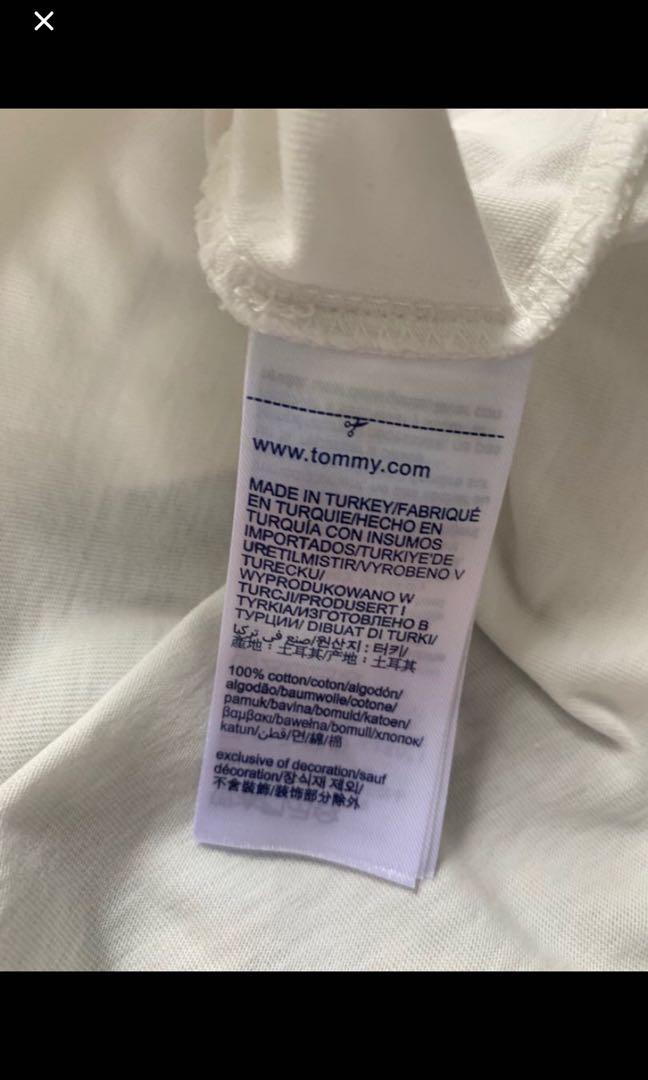 www.tommy.com
MADE IN TURKEY/FABRIQUÉ
EN TURQUIE/HECHO EN
TURQUÍA CON INSUMOS
IMPORTADOS/TURKIYE'DE
URETILMISTIR/VYROBENO V
TURECKU/
WYPRODUKOWANO W
TURCJI/PRODUSERT I
TYRKIA/ИЗГОТОВЛЕНО В
ТУРЦИИ/ DIBUAT DI TURKI/
صنع في تركيا/원산지 : 터키/
產地 : 土耳其/产地 : 土耳其
100% cotton/coton/algodón/
algodão/baumwolle/cotone/
pamuk/bavlna/bomuld/katoen/
βαμβακι/bawełna/bomull/хлопок/
katun/قطن/면/綿/棉
exclusive of decoration/sauf
décoration/장식재 제외/
不含裝飾/装饰部分除外